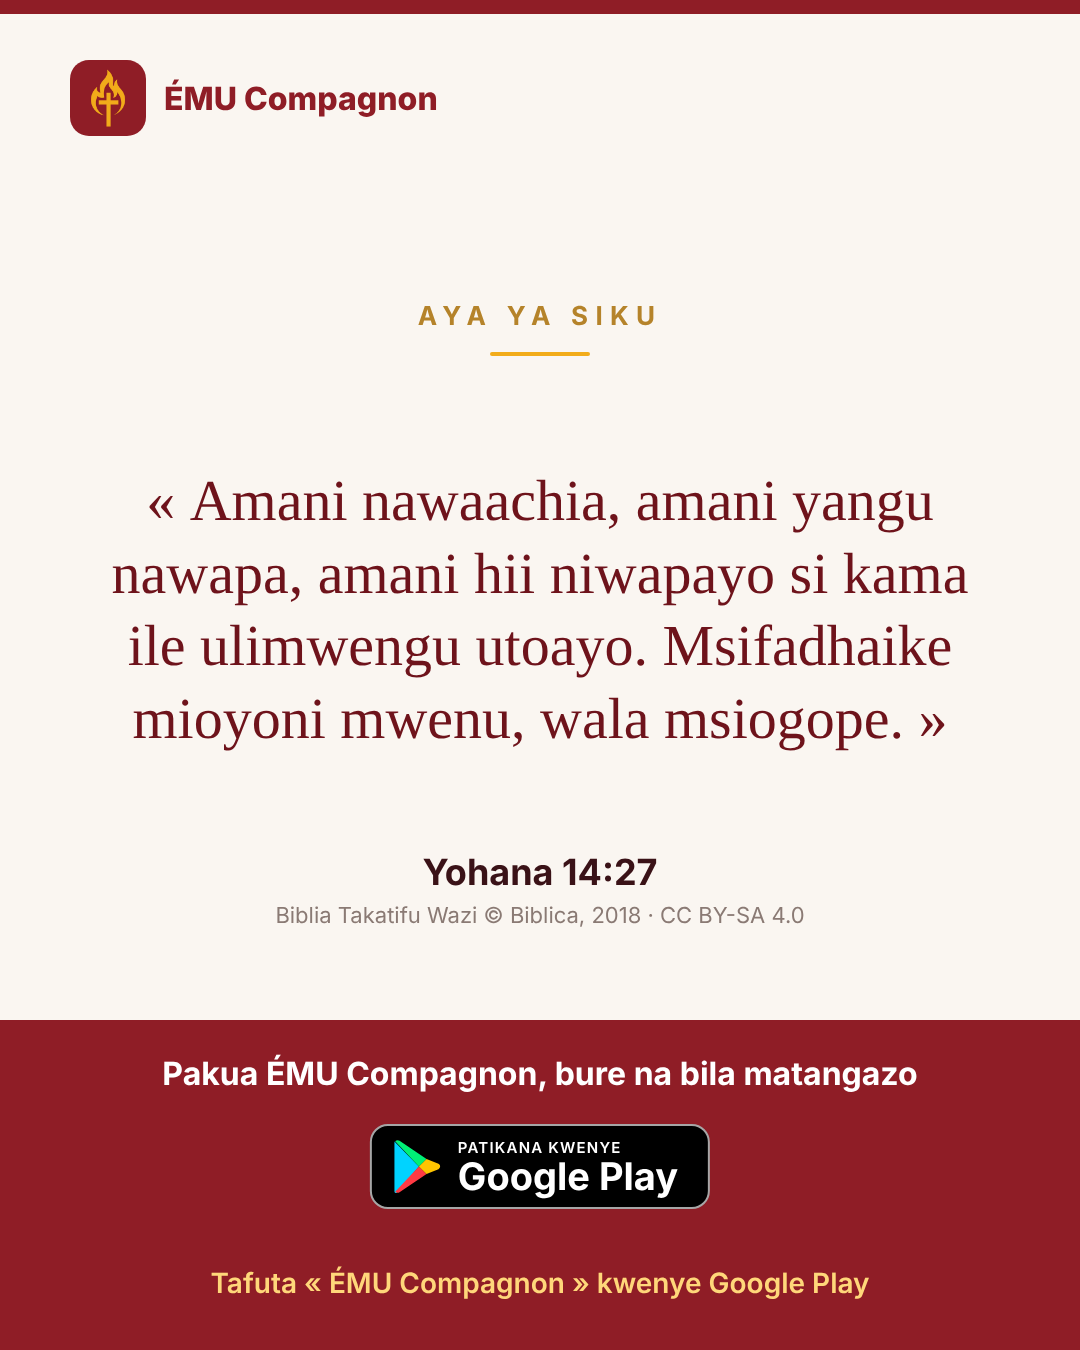 ÉMU Compagnon
AYA YA SIKU
« Amani nawaachia, amani yangu
nawapa, amani hii niwapayo si kama
ile ulimwengu utoayo. Msifadhaike
mioyoni mwenu, wala msiogope. »
Yohana 14:27
Biblia Takatifu Wazi © Biblica, 2018 · CC BY-SA 4.0
Pakua ÉMU Compagnon, bure na bila matangazo
PATIKANA KWENYE
Google Play
Tafuta « ÉMU Compagnon » kwenye Google Play